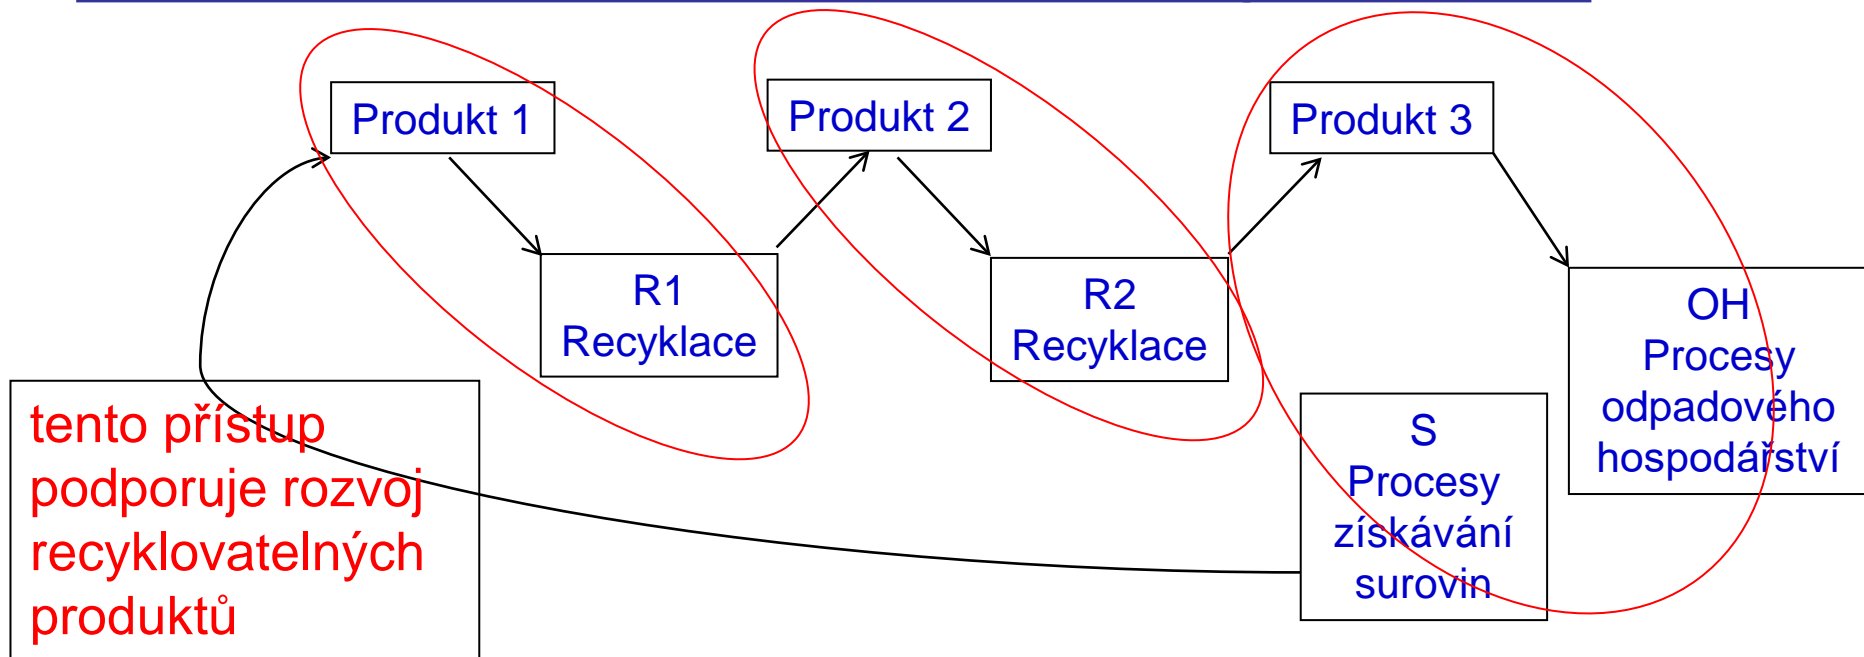 Produkt 1
Produkt 2
Produkt 3
R1
Recyklace
R2
Recyklace
OH
Procesy
odpadového
hospodářství
S
Procesy
získávání
surovin
tento přístup
podporuje rozvoj
recyklovatelných
produktů